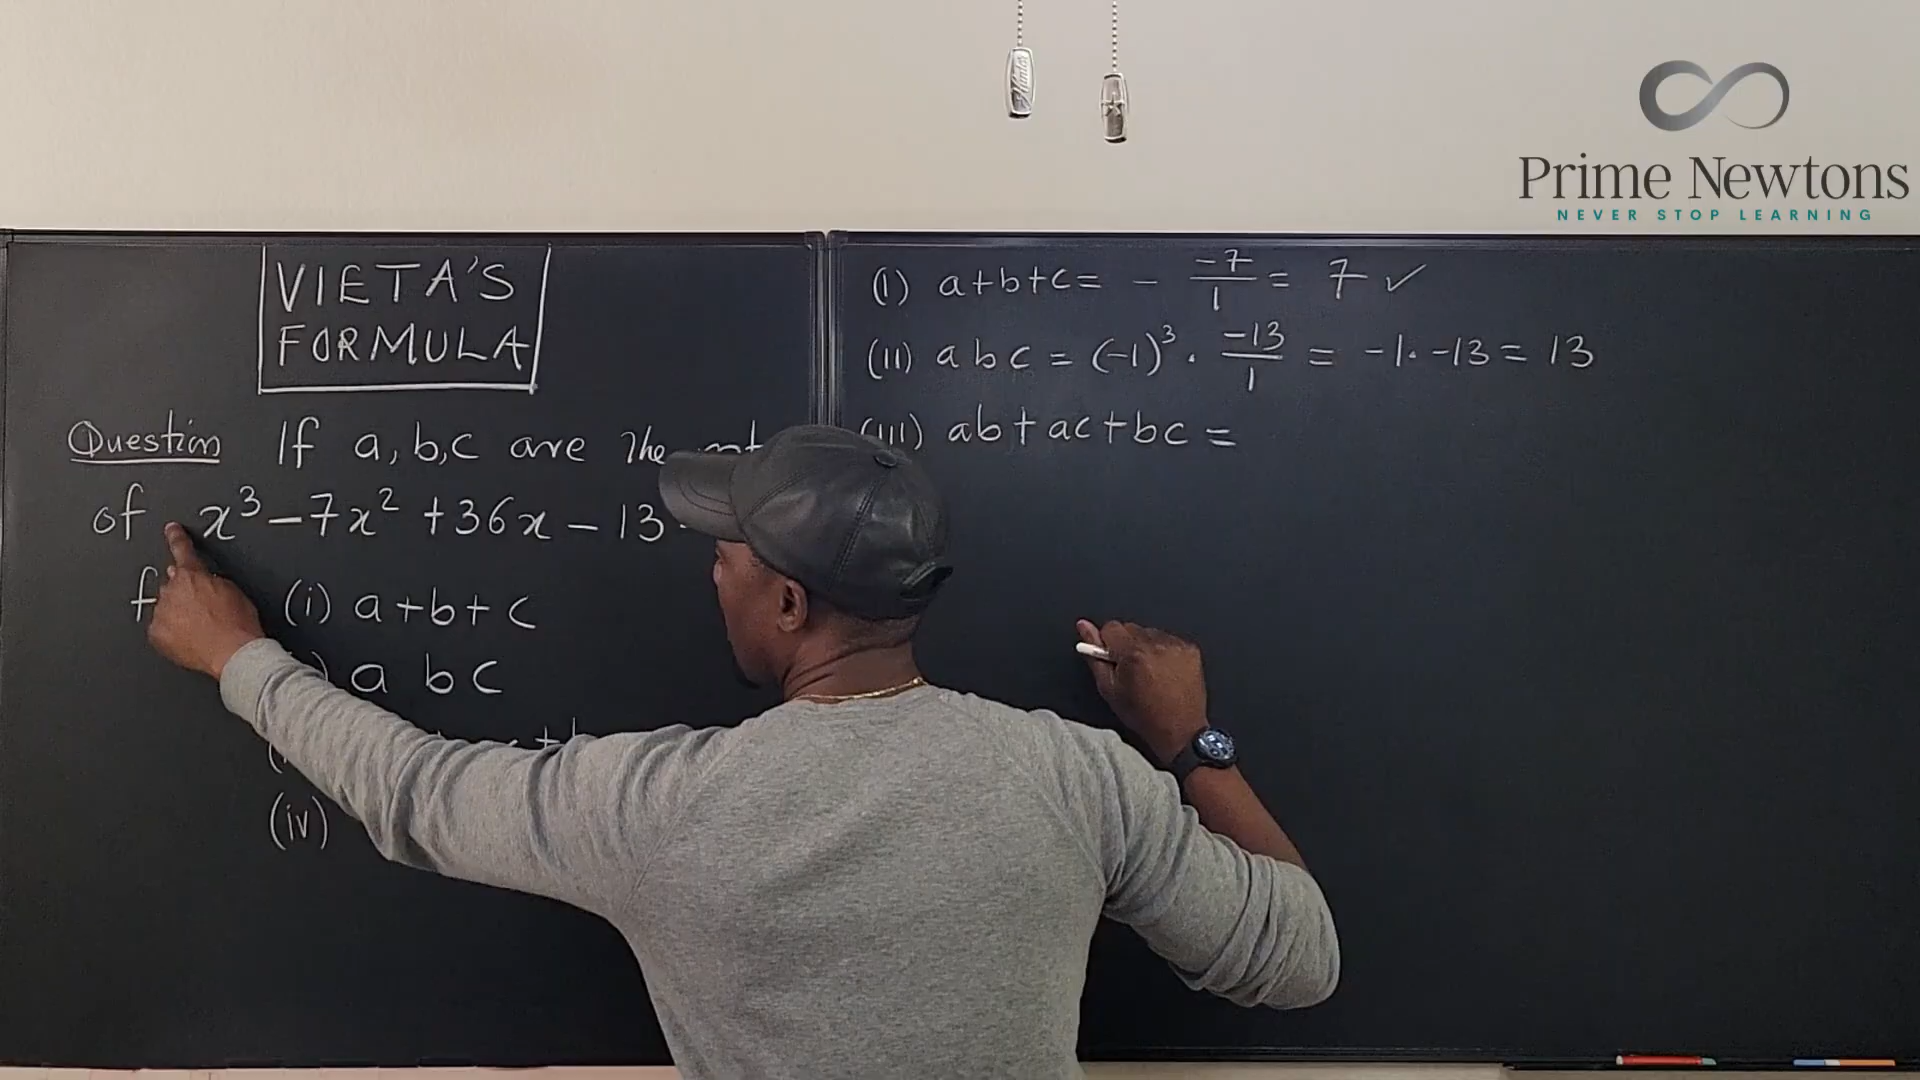 Prime Newtons
NEVER STOP LEARNING
VIETA'S
FORMULA
Question If a, b, c are the
of x³ - 7x² + 36x - 13
(i) a + b + c
a b c
(iv)
(I) a+b+c = - -7/1 = 7 ✓
(II) a b c = (-1)³ · -13/1 = -1 · -13 = 13
(III) ab + ac + bc =